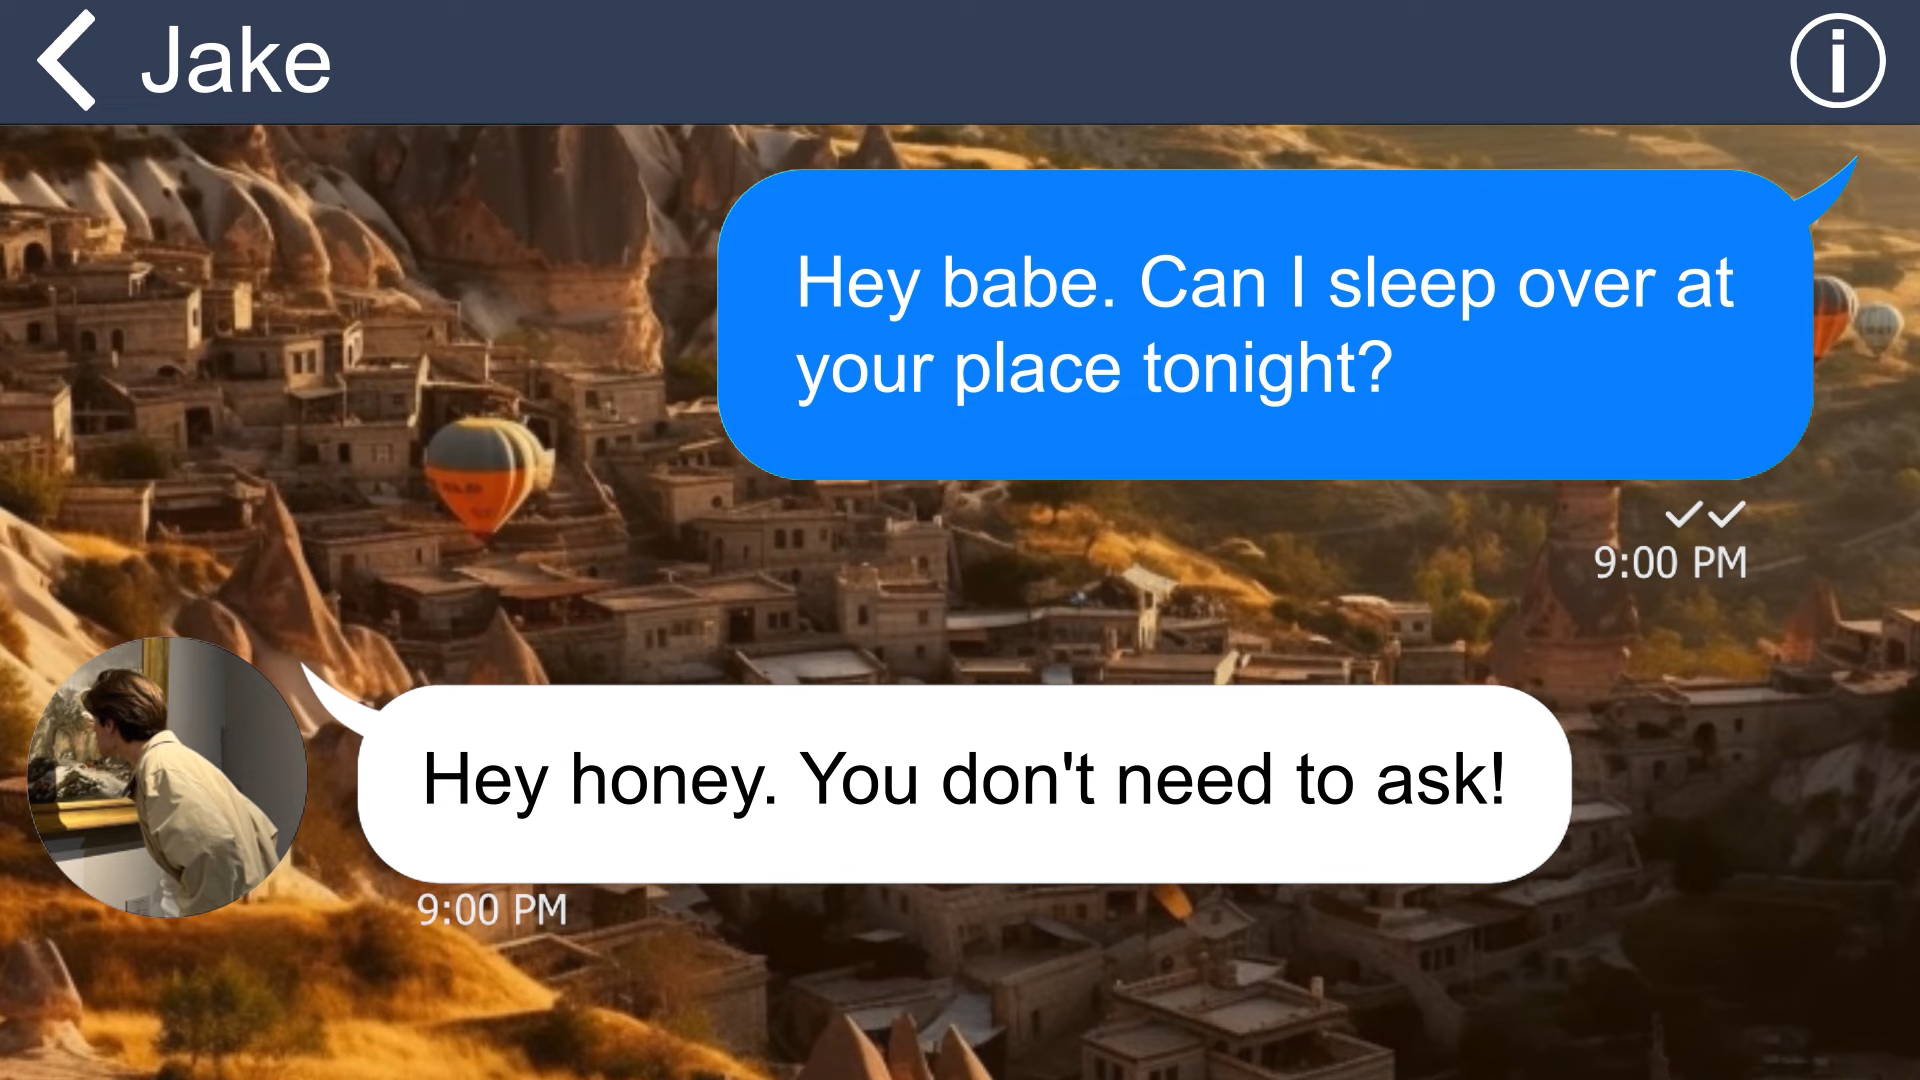 Jake
Hey babe. Can I sleep over at
your place tonight?
9:00 PM
Hey honey. You don't need to ask!
9:00 PM